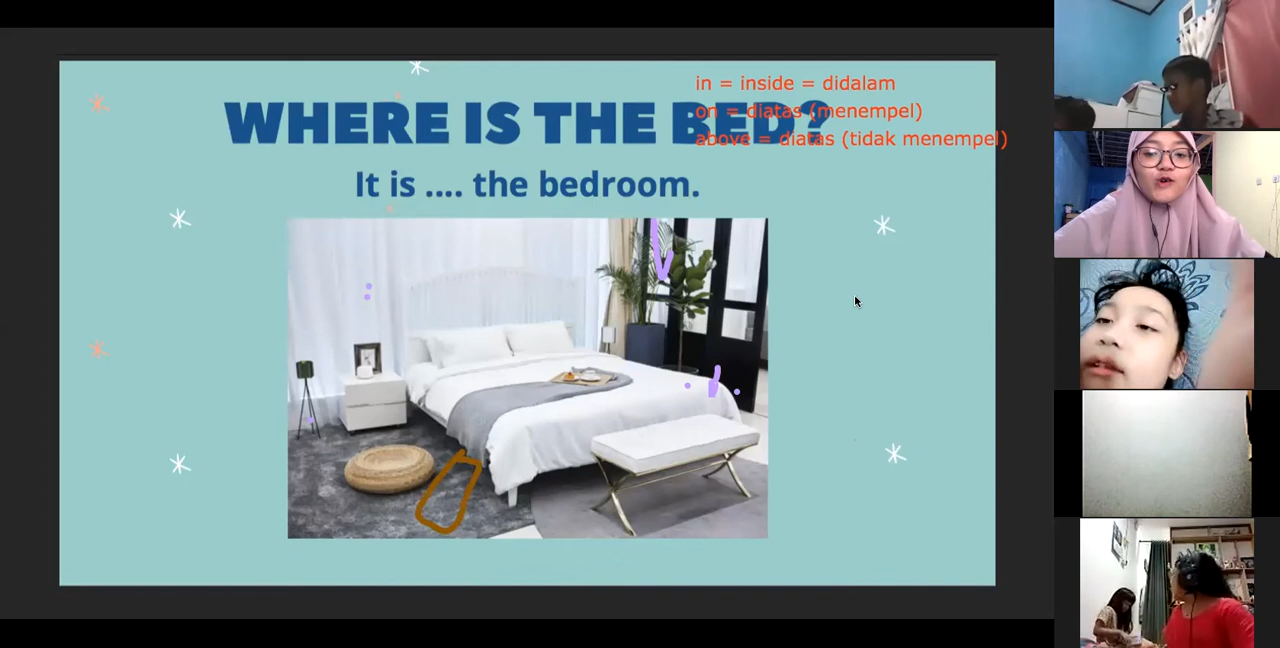 WHERE IS THE BED?
It is .... the bedroom.
in = inside = didalam
on = diatas (menempel)
above = diatas (tidak menempel)